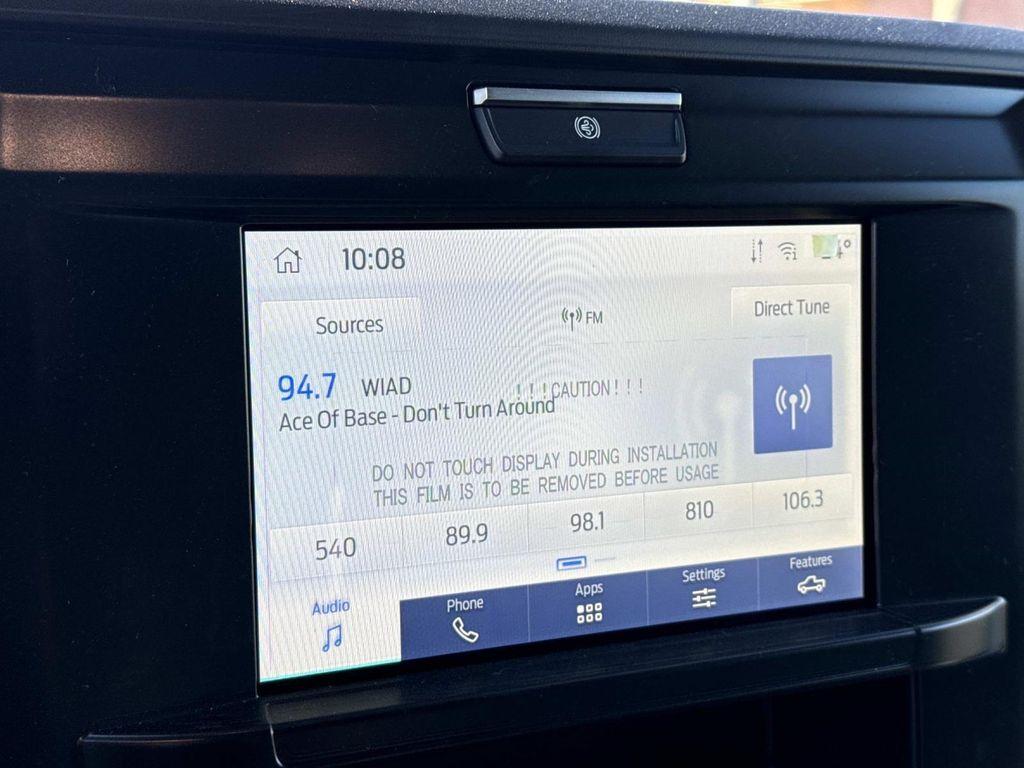 10:08
Sources
FM
Direct Tune
94.7 WIAD
! ! ! CAUTION ! ! !
Ace Of Base - Don't Turn Around
DO NOT TOUCH DISPLAY DURING INSTALLATION
THIS FILM IS TO BE REMOVED BEFORE USAGE
540 89.9 98.1 810 106.3
Audio Phone Apps Settings Features